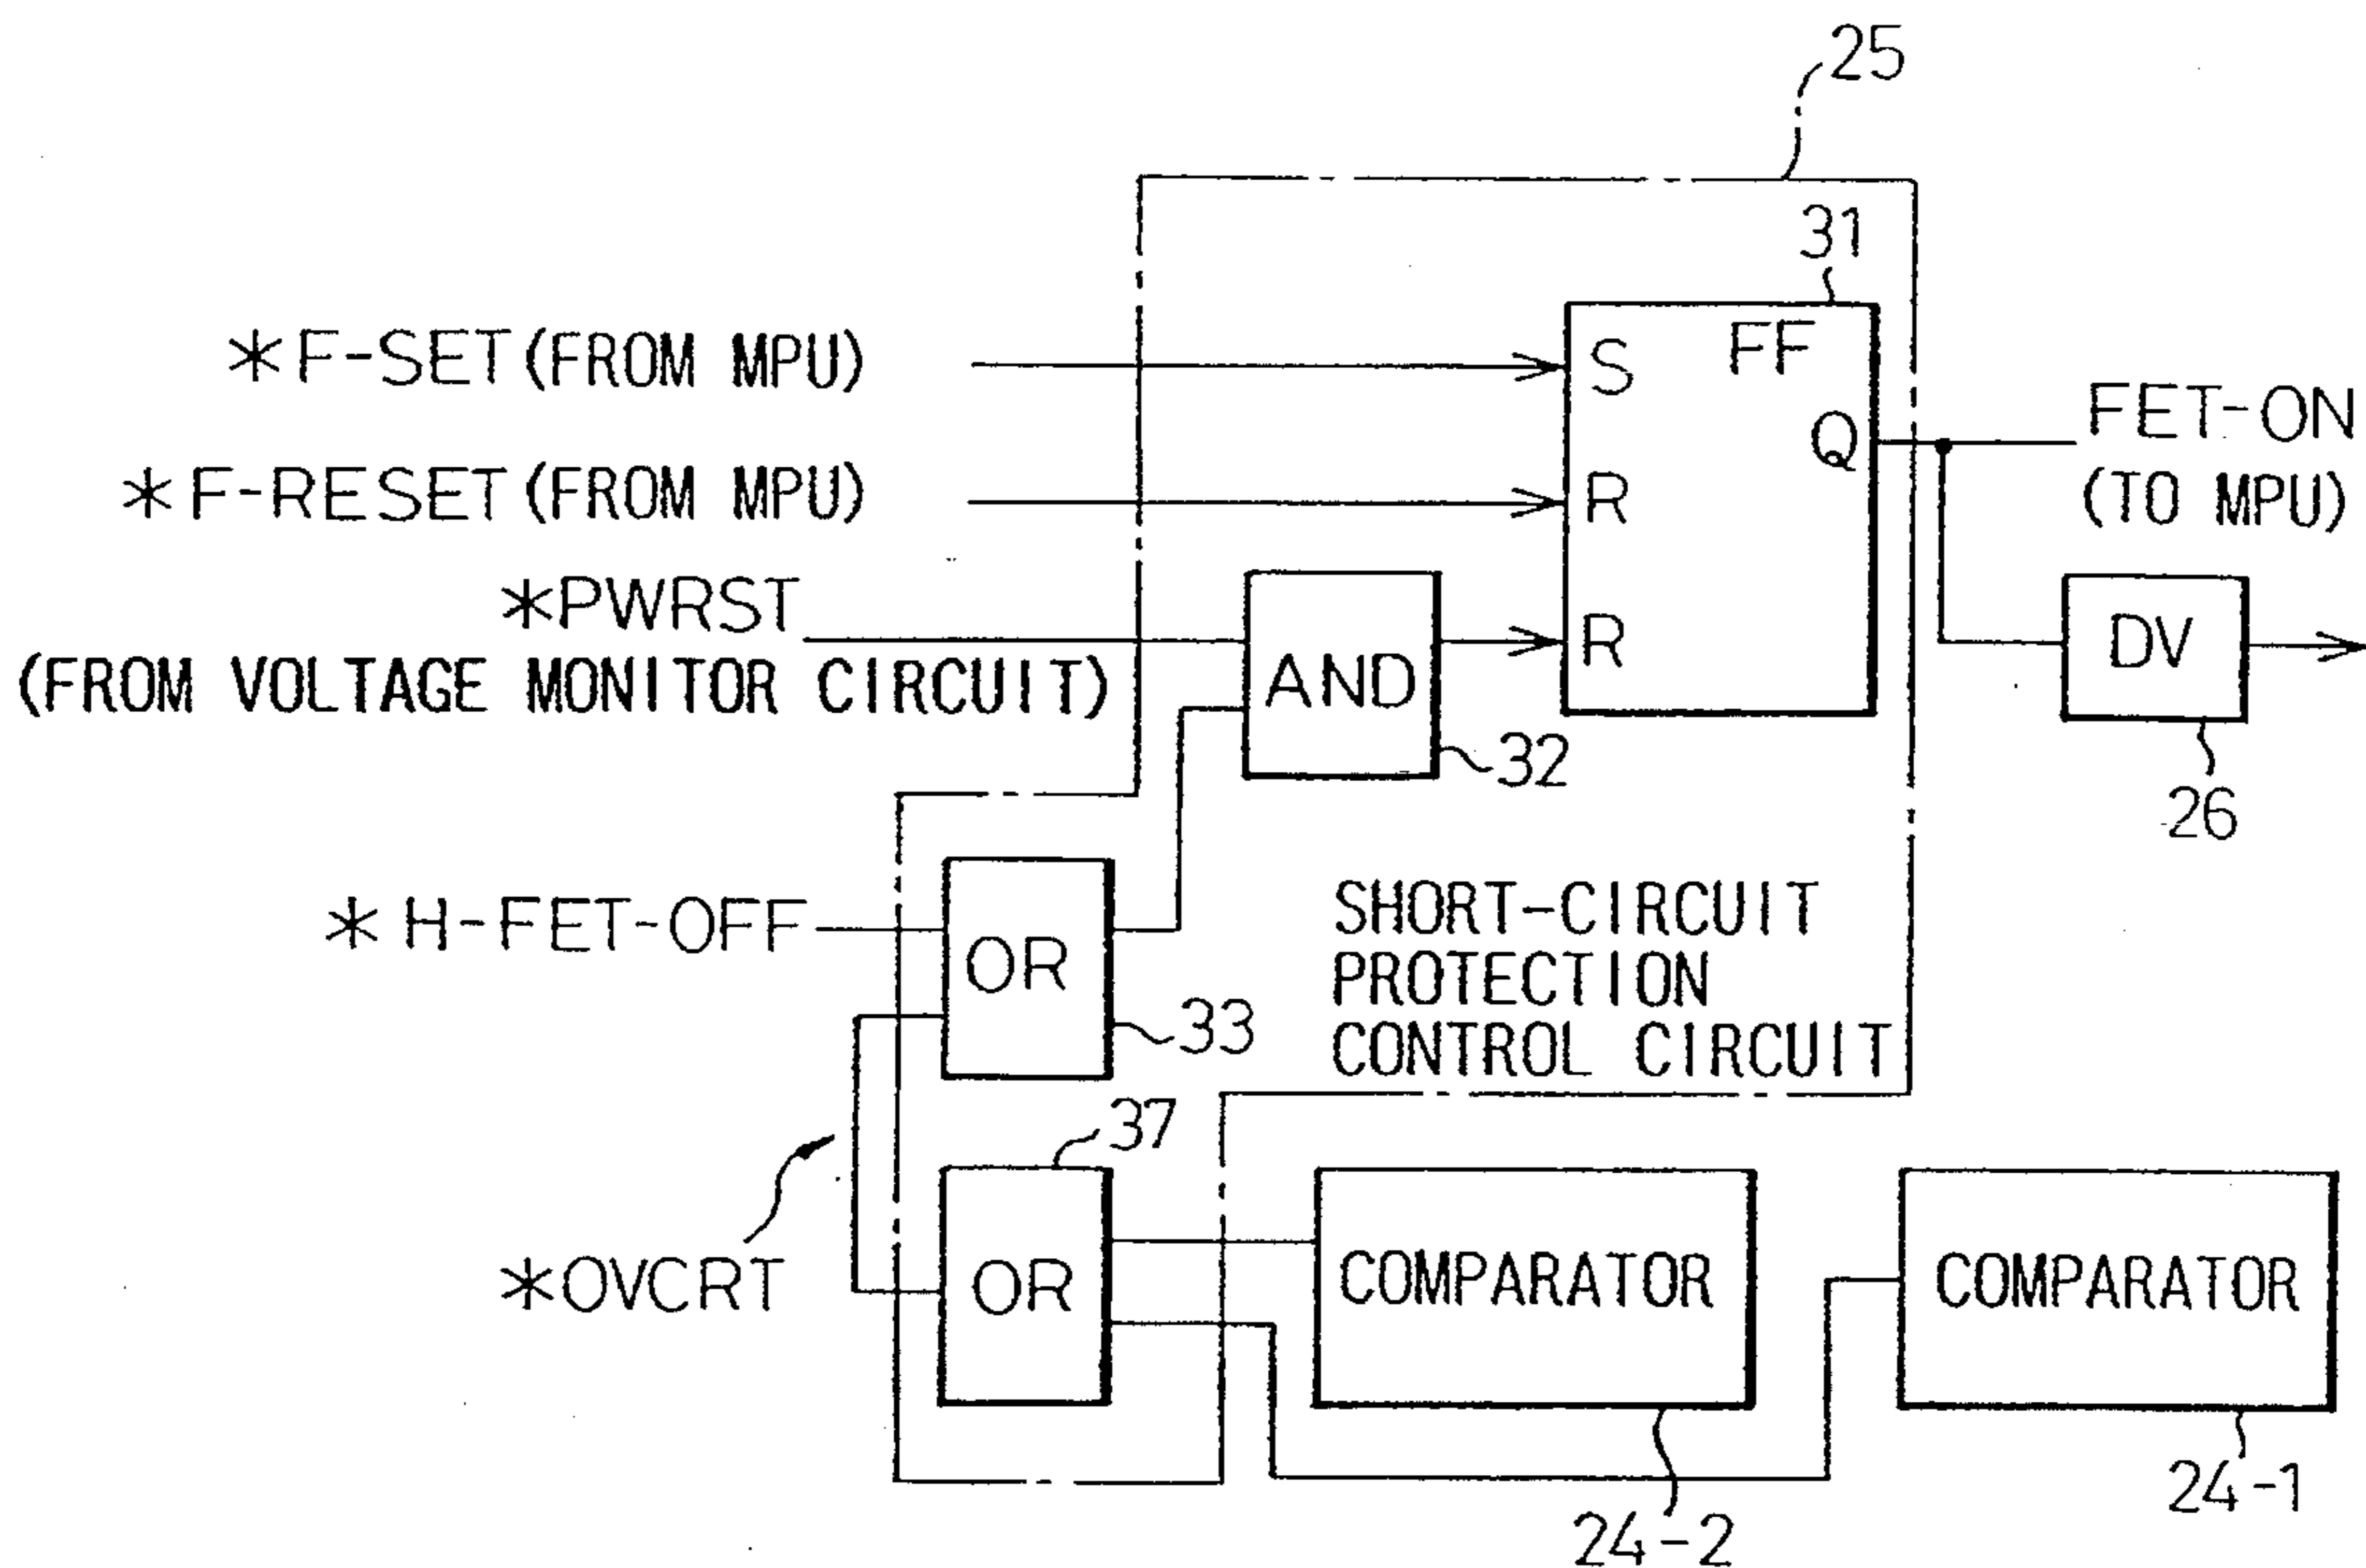 25
31
*F-SET (FROM MPU)
FF
S
Q
FET-ON
(TO MPU)
*F-RESET (FROM MPU)
R
*PWRST
(FROM VOLTAGE MONITOR CIRCUIT)
AND
R
DV
32
26
*H-FET-OFF
OR
33
SHORT-CIRCUIT
PROTECTION
CONTROL CIRCUIT
37
*OVCRT
OR
COMPARATOR
COMPARATOR
24-2
24-1